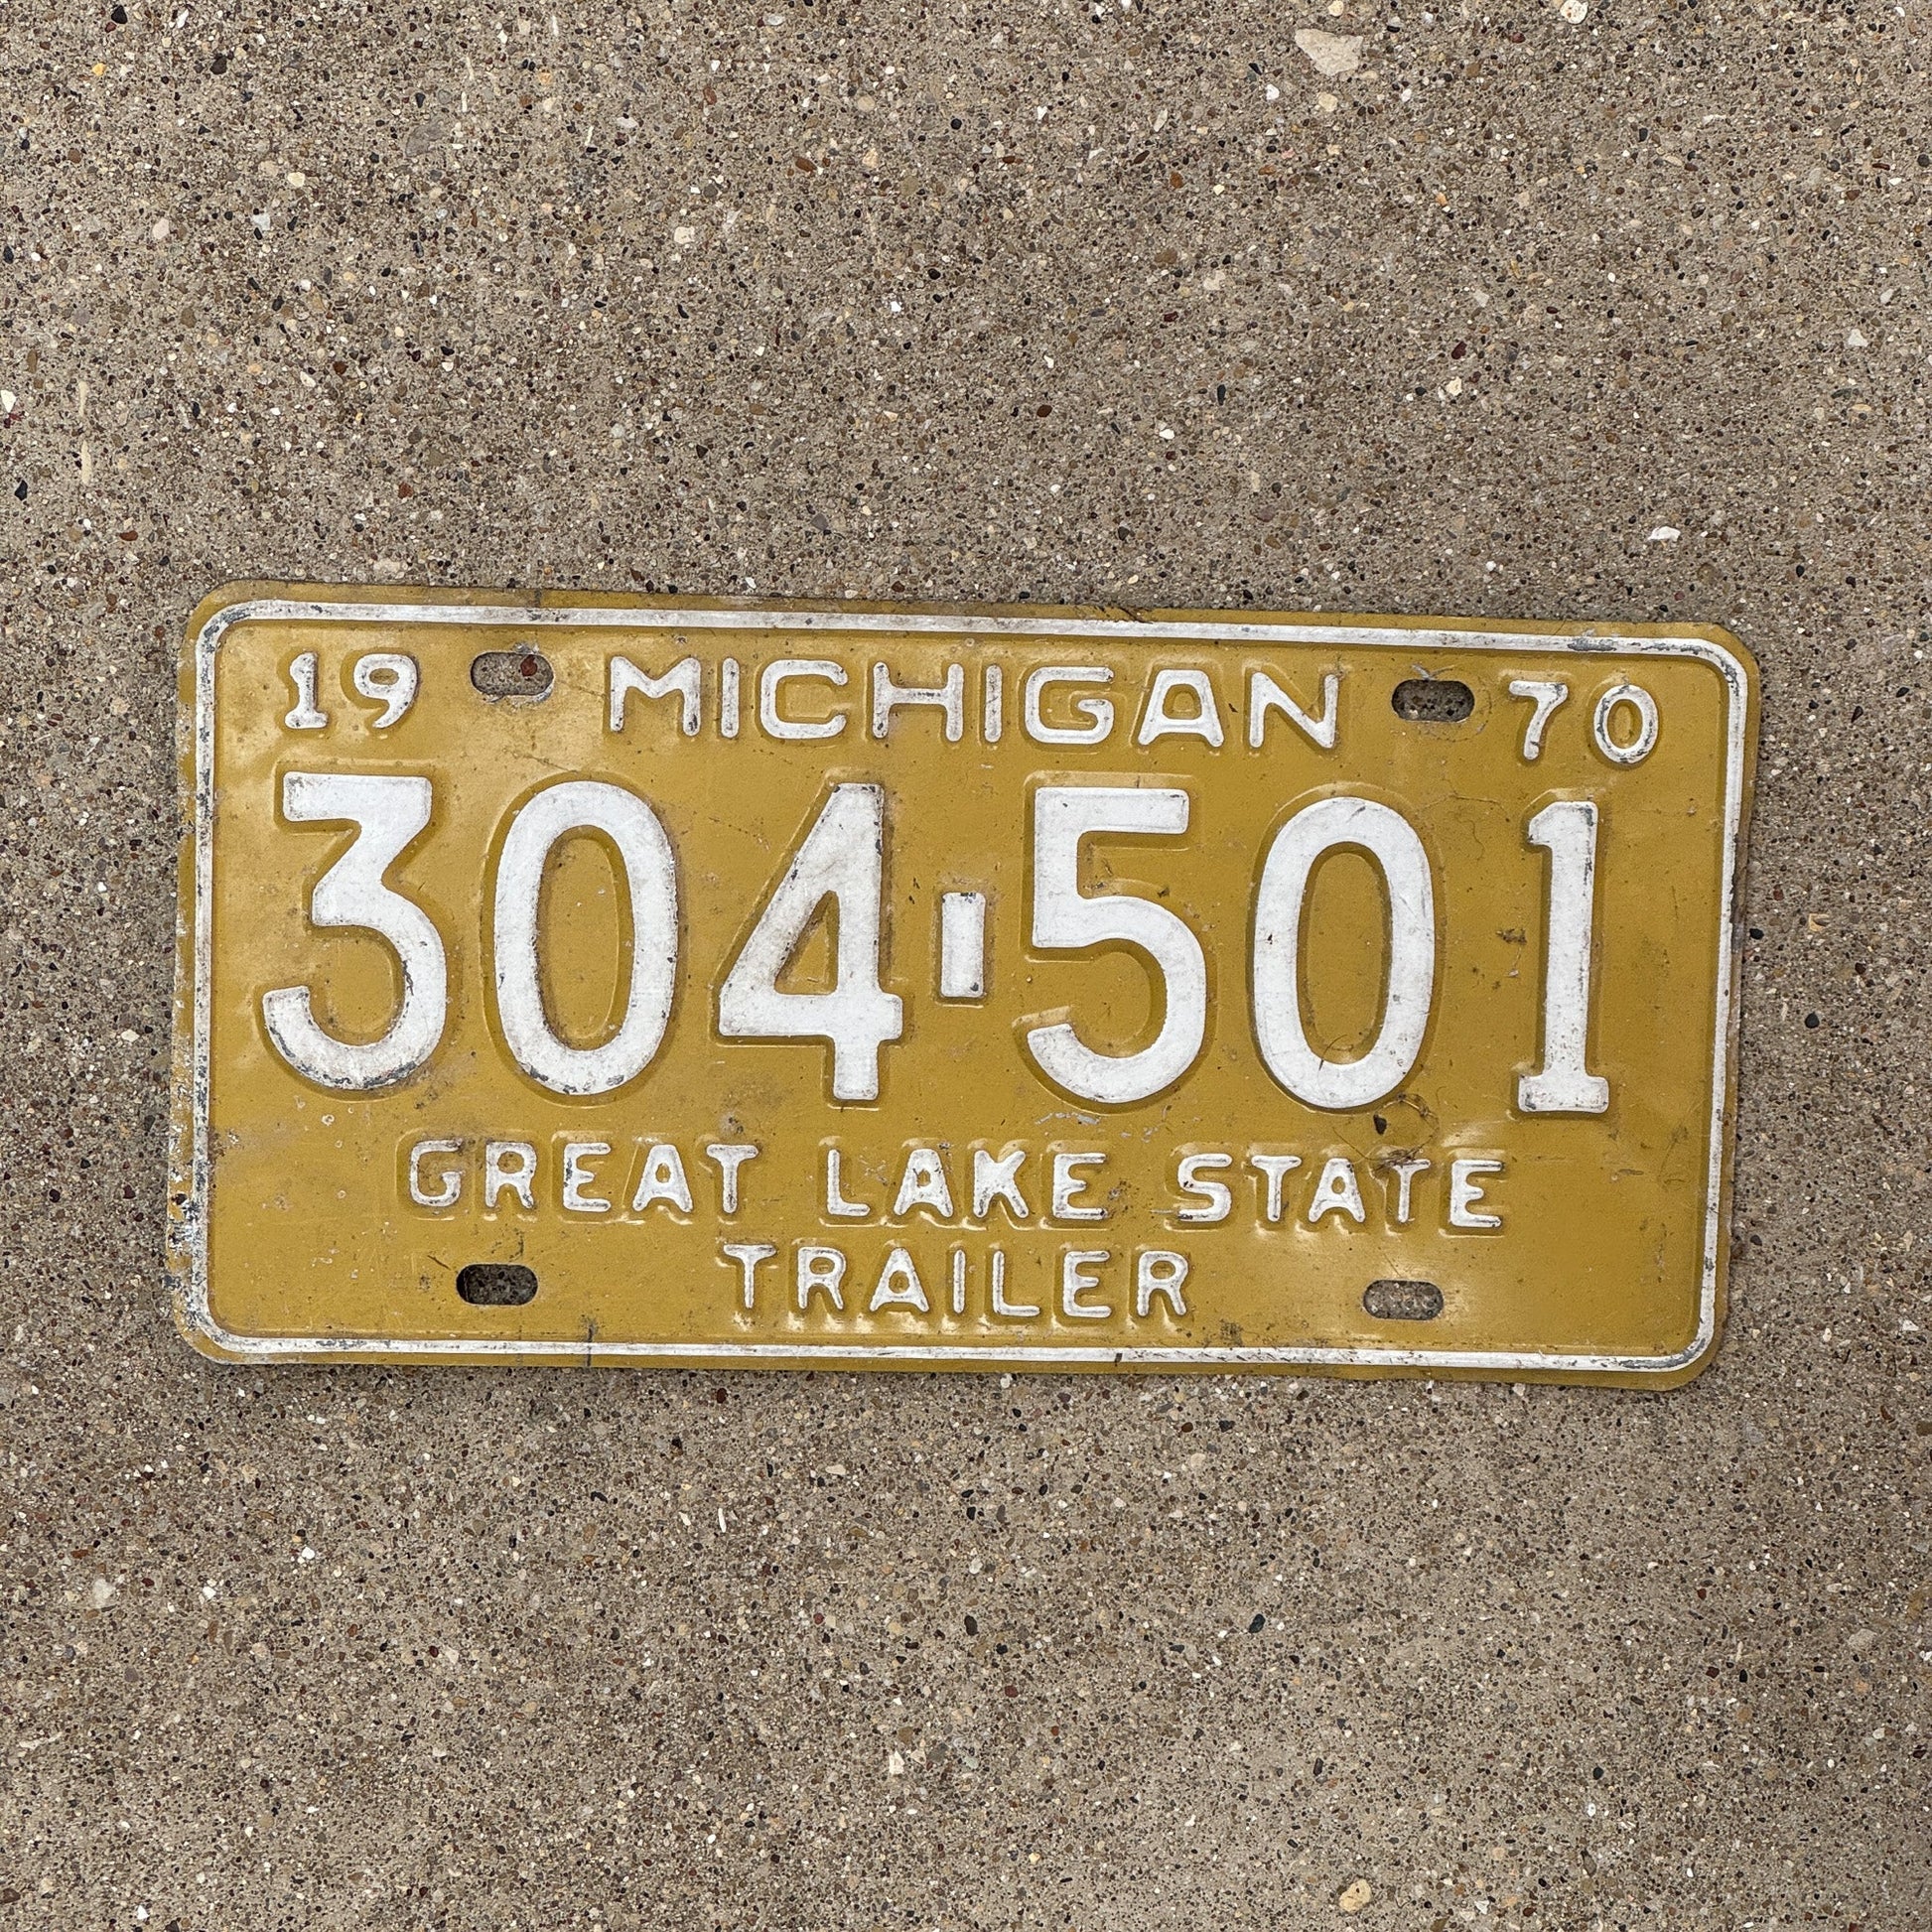 19 MICHIGAN 70
304-501
GREAT LAKE STATE
TRAILER